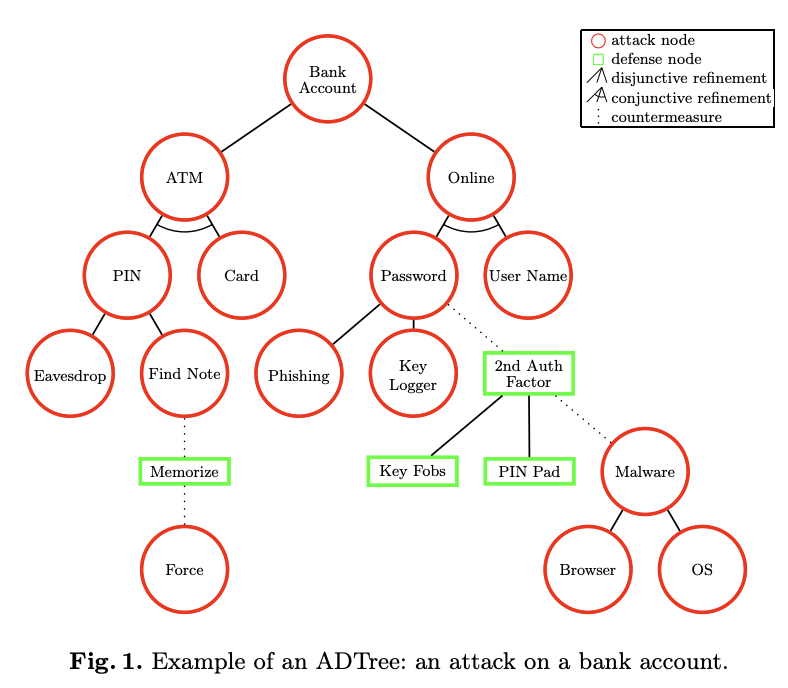 Bank
Account
attack node
defense node
disjunctive refinement
conjunctive refinement
countermeasure
ATM
Online
PIN
Card
Password
User Name
Eavesdrop
Find Note
Phishing
Key
Logger
2nd Auth
Factor
Memorize
Key Fobs
PIN Pad
Malware
Force
Browser
OS
Fig. 1. Example of an ADTree: an attack on a bank account.